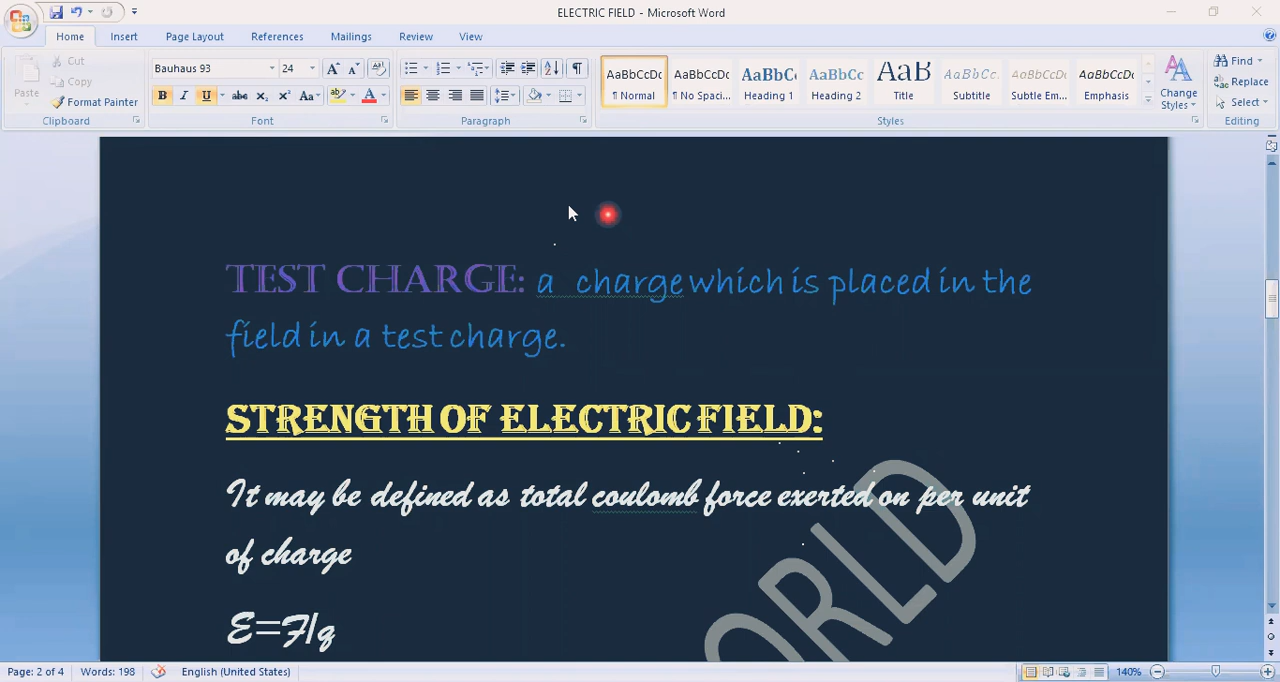 ELECTRIC FIELD - Microsoft Word
Home Insert Page Layout References Mailings Review View
Paste Cut Copy Format Painter Clipboard
Bauhaus 93 24 Font
Paragraph
AaBbCcDc ¶ Normal AaBbCcDc ¶ No Spaci... AaBbC Heading 1 AaBbCc Heading 2 AaB Title AaBbCc. Subtitle AaBbCcDc Subtle Em... AaBbCcDc Emphasis Change Styles Styles
Find Replace Select Editing
TEST CHARGE: a charge which is placed in the
field in a test charge.
STRENGTH OF ELECTRIC FIELD:
It may be defined as total coulomb force exerted on per unit
of charge
E=F/q
ORLD
Page: 2 of 4 Words: 198 English (United States) 140%